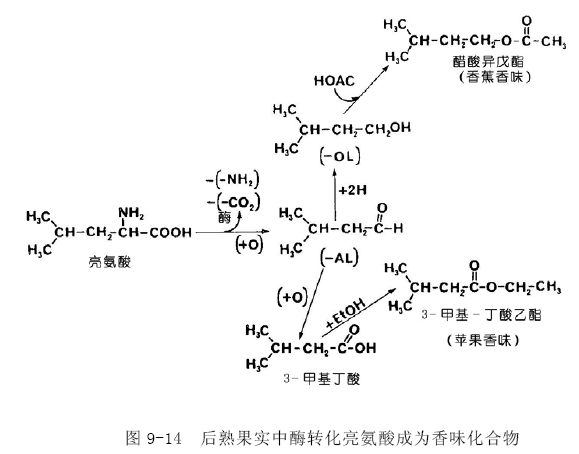 H₃C
CH-CH₂-CH₂-O-C-CH₃
O
H₃C
醋酸异戊酯
(香蕉香味)
HOAC
H₃C
CH-CH₂-CH₂OH
H₃C
(-OL)
-(-NH₂)
-(-CO₂)
+2H
酶
(+O)
H₃C
NH₂
CH-CH₂-CH-COOH
H₃C
亮氨酸
H₃C
O
CH-CH₂-C-H
H₃C
(-AL)
(+O)
+EtOH
H₃C
O
CH-CH₂-C-O-CH₂-CH₃
H₃C
3-甲基-丁酸乙酯
(苹果香味)
H₃C
O
CH-CH₂-C-OH
H₃C
3-甲基丁酸
图 9-14 后熟果实中酶转化亮氨酸成为香味化合物